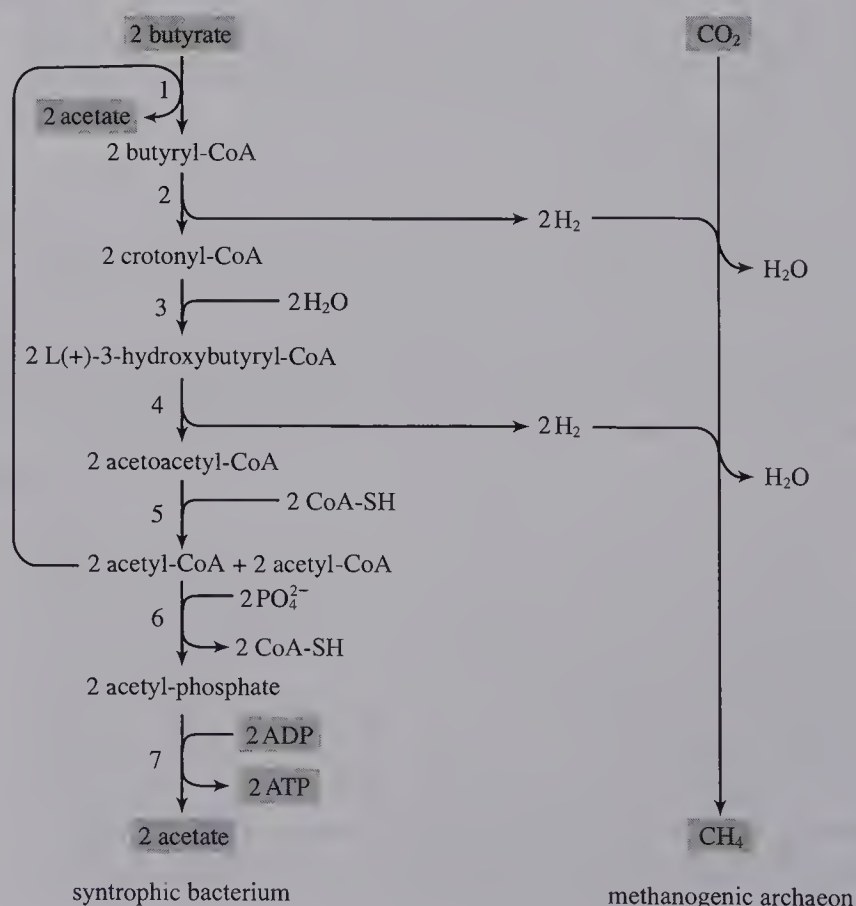 2 butyrate
CO₂
1
2 acetate
2 butyryl-CoA
2
2H₂
2 crotonyl-CoA
H₂O
3
2H₂O
2 L(+)-3-hydroxybutyryl-CoA
4
2H₂
2 acetoacetyl-CoA
H₂O
5
2 CoA-SH
2 acetyl-CoA + 2 acetyl-CoA
2PO₄²⁻
6
2 CoA-SH
2 acetyl-phosphate
2 ADP
7
2 ATP
2 acetate
CH₄
syntrophic bacterium
methanogenic archaeon